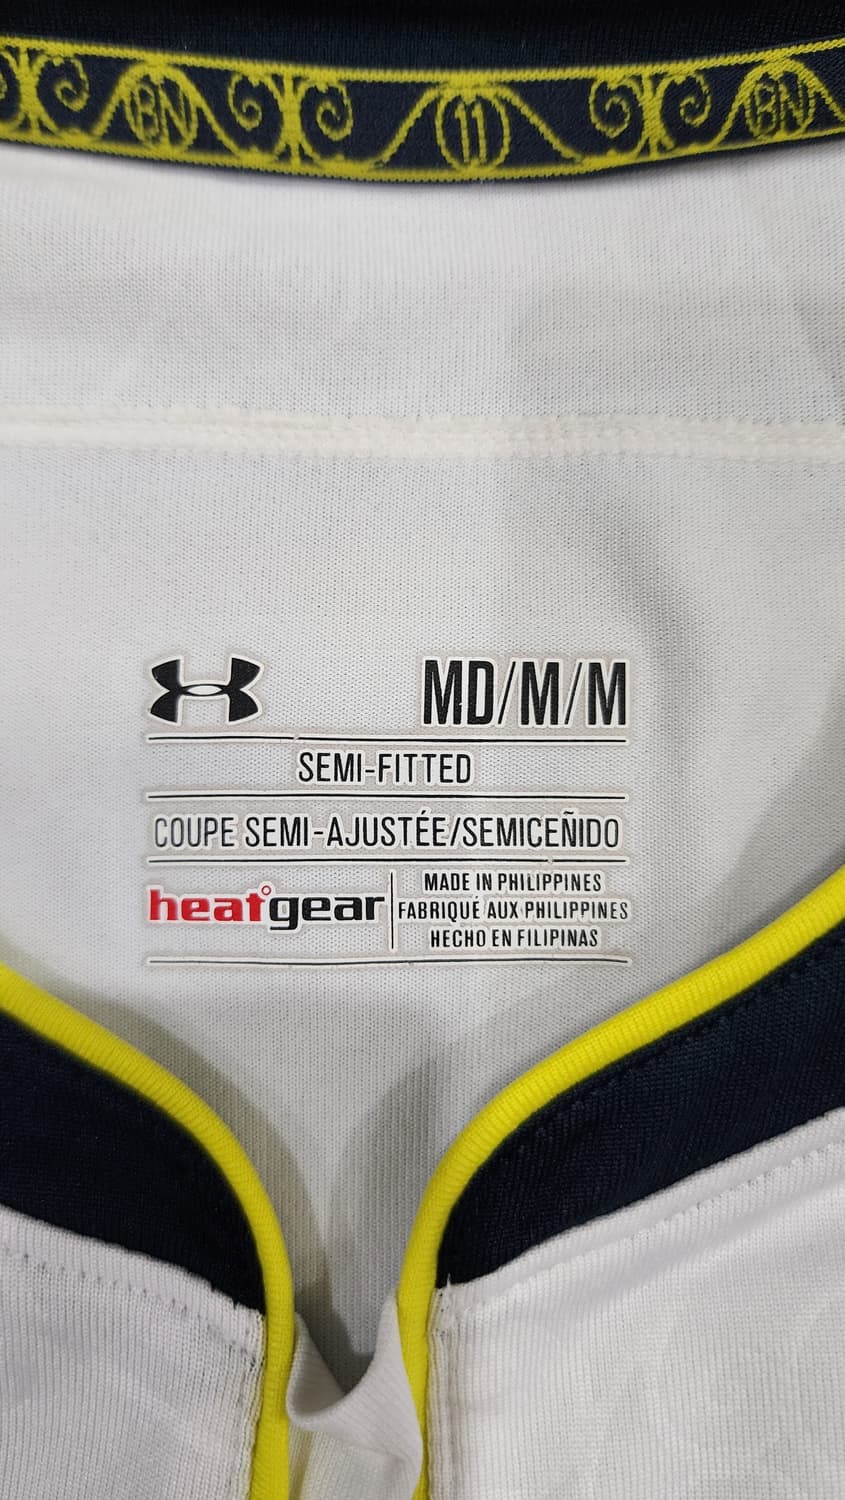 BN 11 BN
MD/M/M
SEMI-FITTED
COUPE SEMI-AJUSTÉE/SEMICEÑIDO
heatgear
MADE IN PHILIPPINES
FABRIQUÉ AUX PHILIPPINES
HECHO EN FILIPINAS